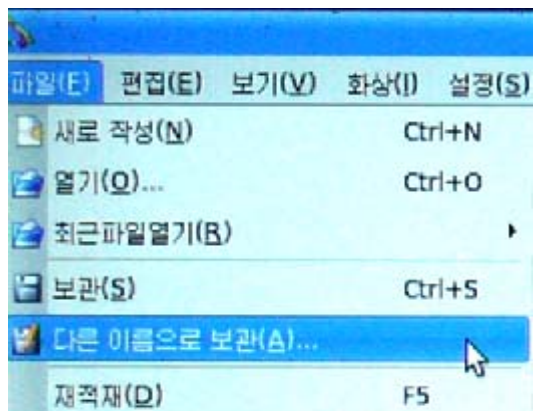 파일(F) 편집(E) 보기(V) 화상(I) 설정(S)
새로 작성(N) Ctrl+N
열기(O)... Ctrl+O
최근파일열기(R)
보관(S) Ctrl+S
다른 이름으로 보관(A)...
재적재(D) F5